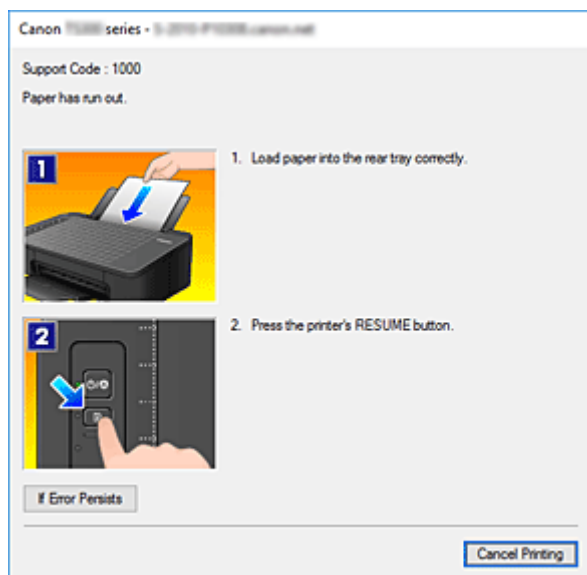 Canon series -
Support Code : 1000
Paper has run out.
1
1. Load paper into the rear tray correctly.
2
2. Press the printer's RESUME button.
If Error Persists
Cancel Printing